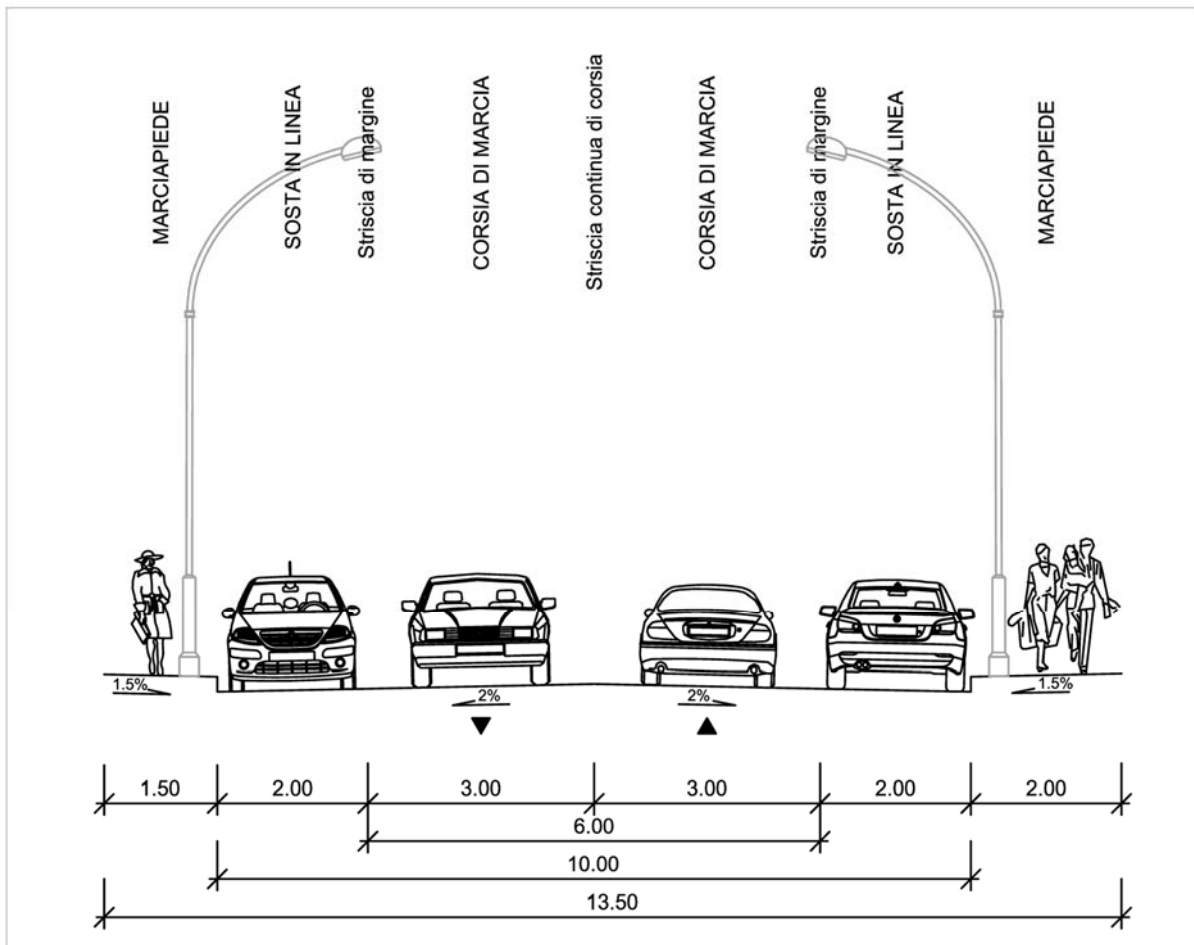 MARCIAPIEDE
SOSTA IN LINEA
Striscia di margine
CORSIA DI MARCIA
Striscia continua di corsia
CORSIA DI MARCIA
Striscia di margine
SOSTA IN LINEA
MARCIAPIEDE
1.5%
2%
2%
1.5%
1.50
2.00
3.00
3.00
2.00
2.00
6.00
10.00
13.50